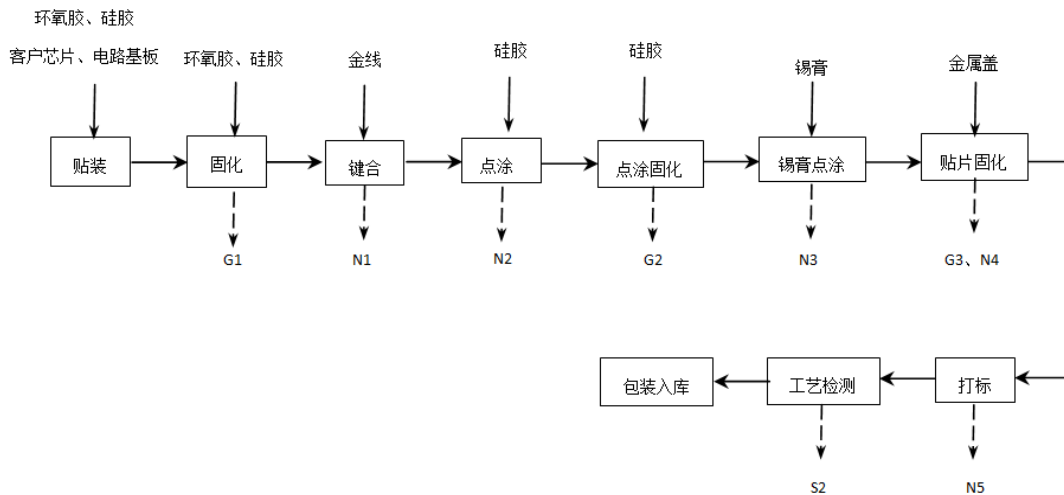 环氧胶、硅胶
客户芯片、电路基板
环氧胶、硅胶
金线
硅胶
硅胶
锡膏
金属盖
贴装
固化
键合
点涂
点涂固化
锡膏点涂
贴片固化
G1
N1
N2
G2
N3
G3、N4
包装入库
工艺检测
打标
S2
N5